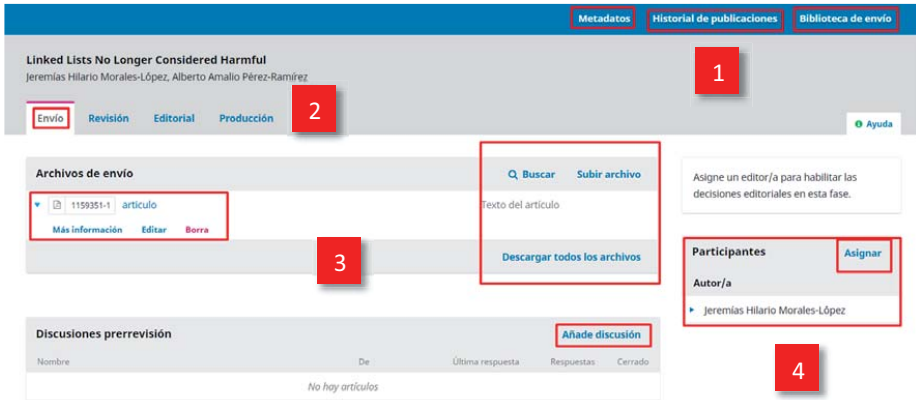 Metadatos Historial de publicaciones Biblioteca de envío
Linked Lists No Longer Considered Harmful
Jeremías Hilario Morales-López, Alberto Amalio Pérez-Ramírez
1
2
Envío Revisión Editorial Producción
Ayuda
Archivos de envío Buscar Subir archivo
1159351-1 artículo Texto del artículo
Más información Editar Borra
3
Descargar todos los archivos
Asigne un editor/a para habilitar las
decisiones editoriales en esta fase.
Participantes Asignar
Autor/a
Jeremías Hilario Morales-López
Discusiones prerrevisión Añade discusión
Nombre De Última respuesta Respuestas Cerrado
No hay artículos
4